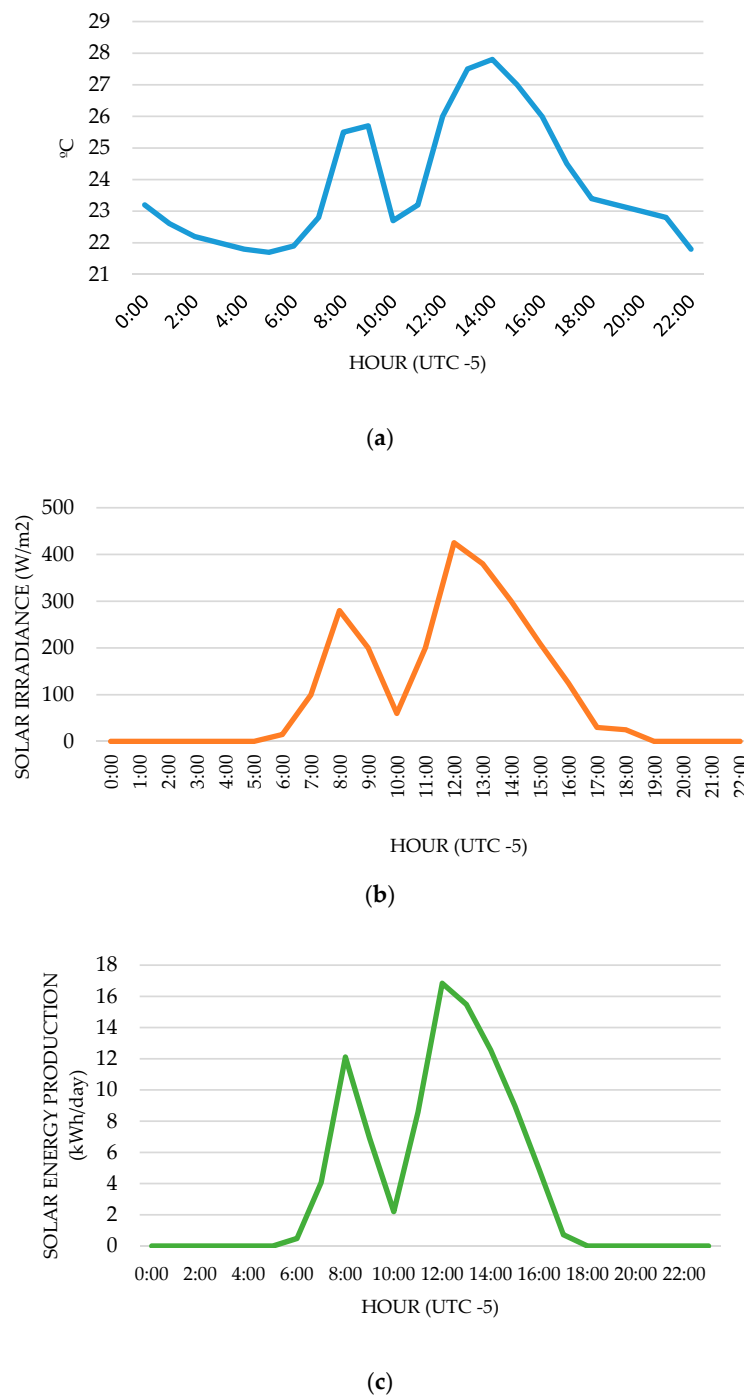 29
28
27
26
25
24
23
22
21
ºC
0:00 2:00 4:00 6:00 8:00 10:00 12:00 14:00 16:00 18:00 20:00 22:00
HOUR (UTC -5)
(a)
SOLAR IRRADIANCE (W/m2)
500
400
300
200
100
0
0:00 1:00 2:00 3:00 4:00 5:00 6:00 7:00 8:00 9:00 10:00 11:00 12:00 13:00 14:00 15:00 16:00 17:00 18:00 19:00 20:00 21:00 22:00
HOUR (UTC -5)
(b)
SOLAR ENERGY PRODUCTION
(kWh/day)
18
16
14
12
10
8
6
4
2
0
0:00 2:00 4:00 6:00 8:00 10:00 12:00 14:00 16:00 18:00 20:00 22:00
HOUR (UTC -5)
(c)